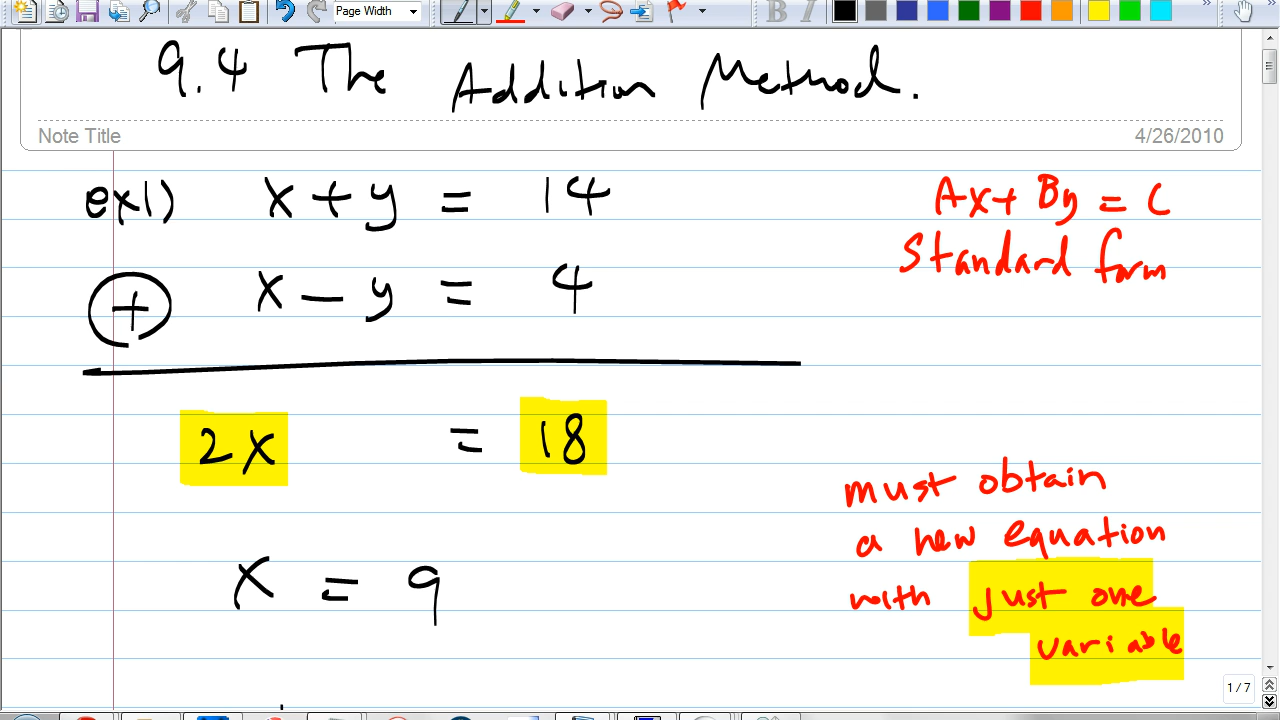 Page Width
9.4 The Addition Method.
Note Title
4/26/2010
ex1) x + y = 14
Ax + By = C
Standard form
+ x - y = 4
2x = 18
must obtain
a new equation
with just one
variable
x = 9
1/7